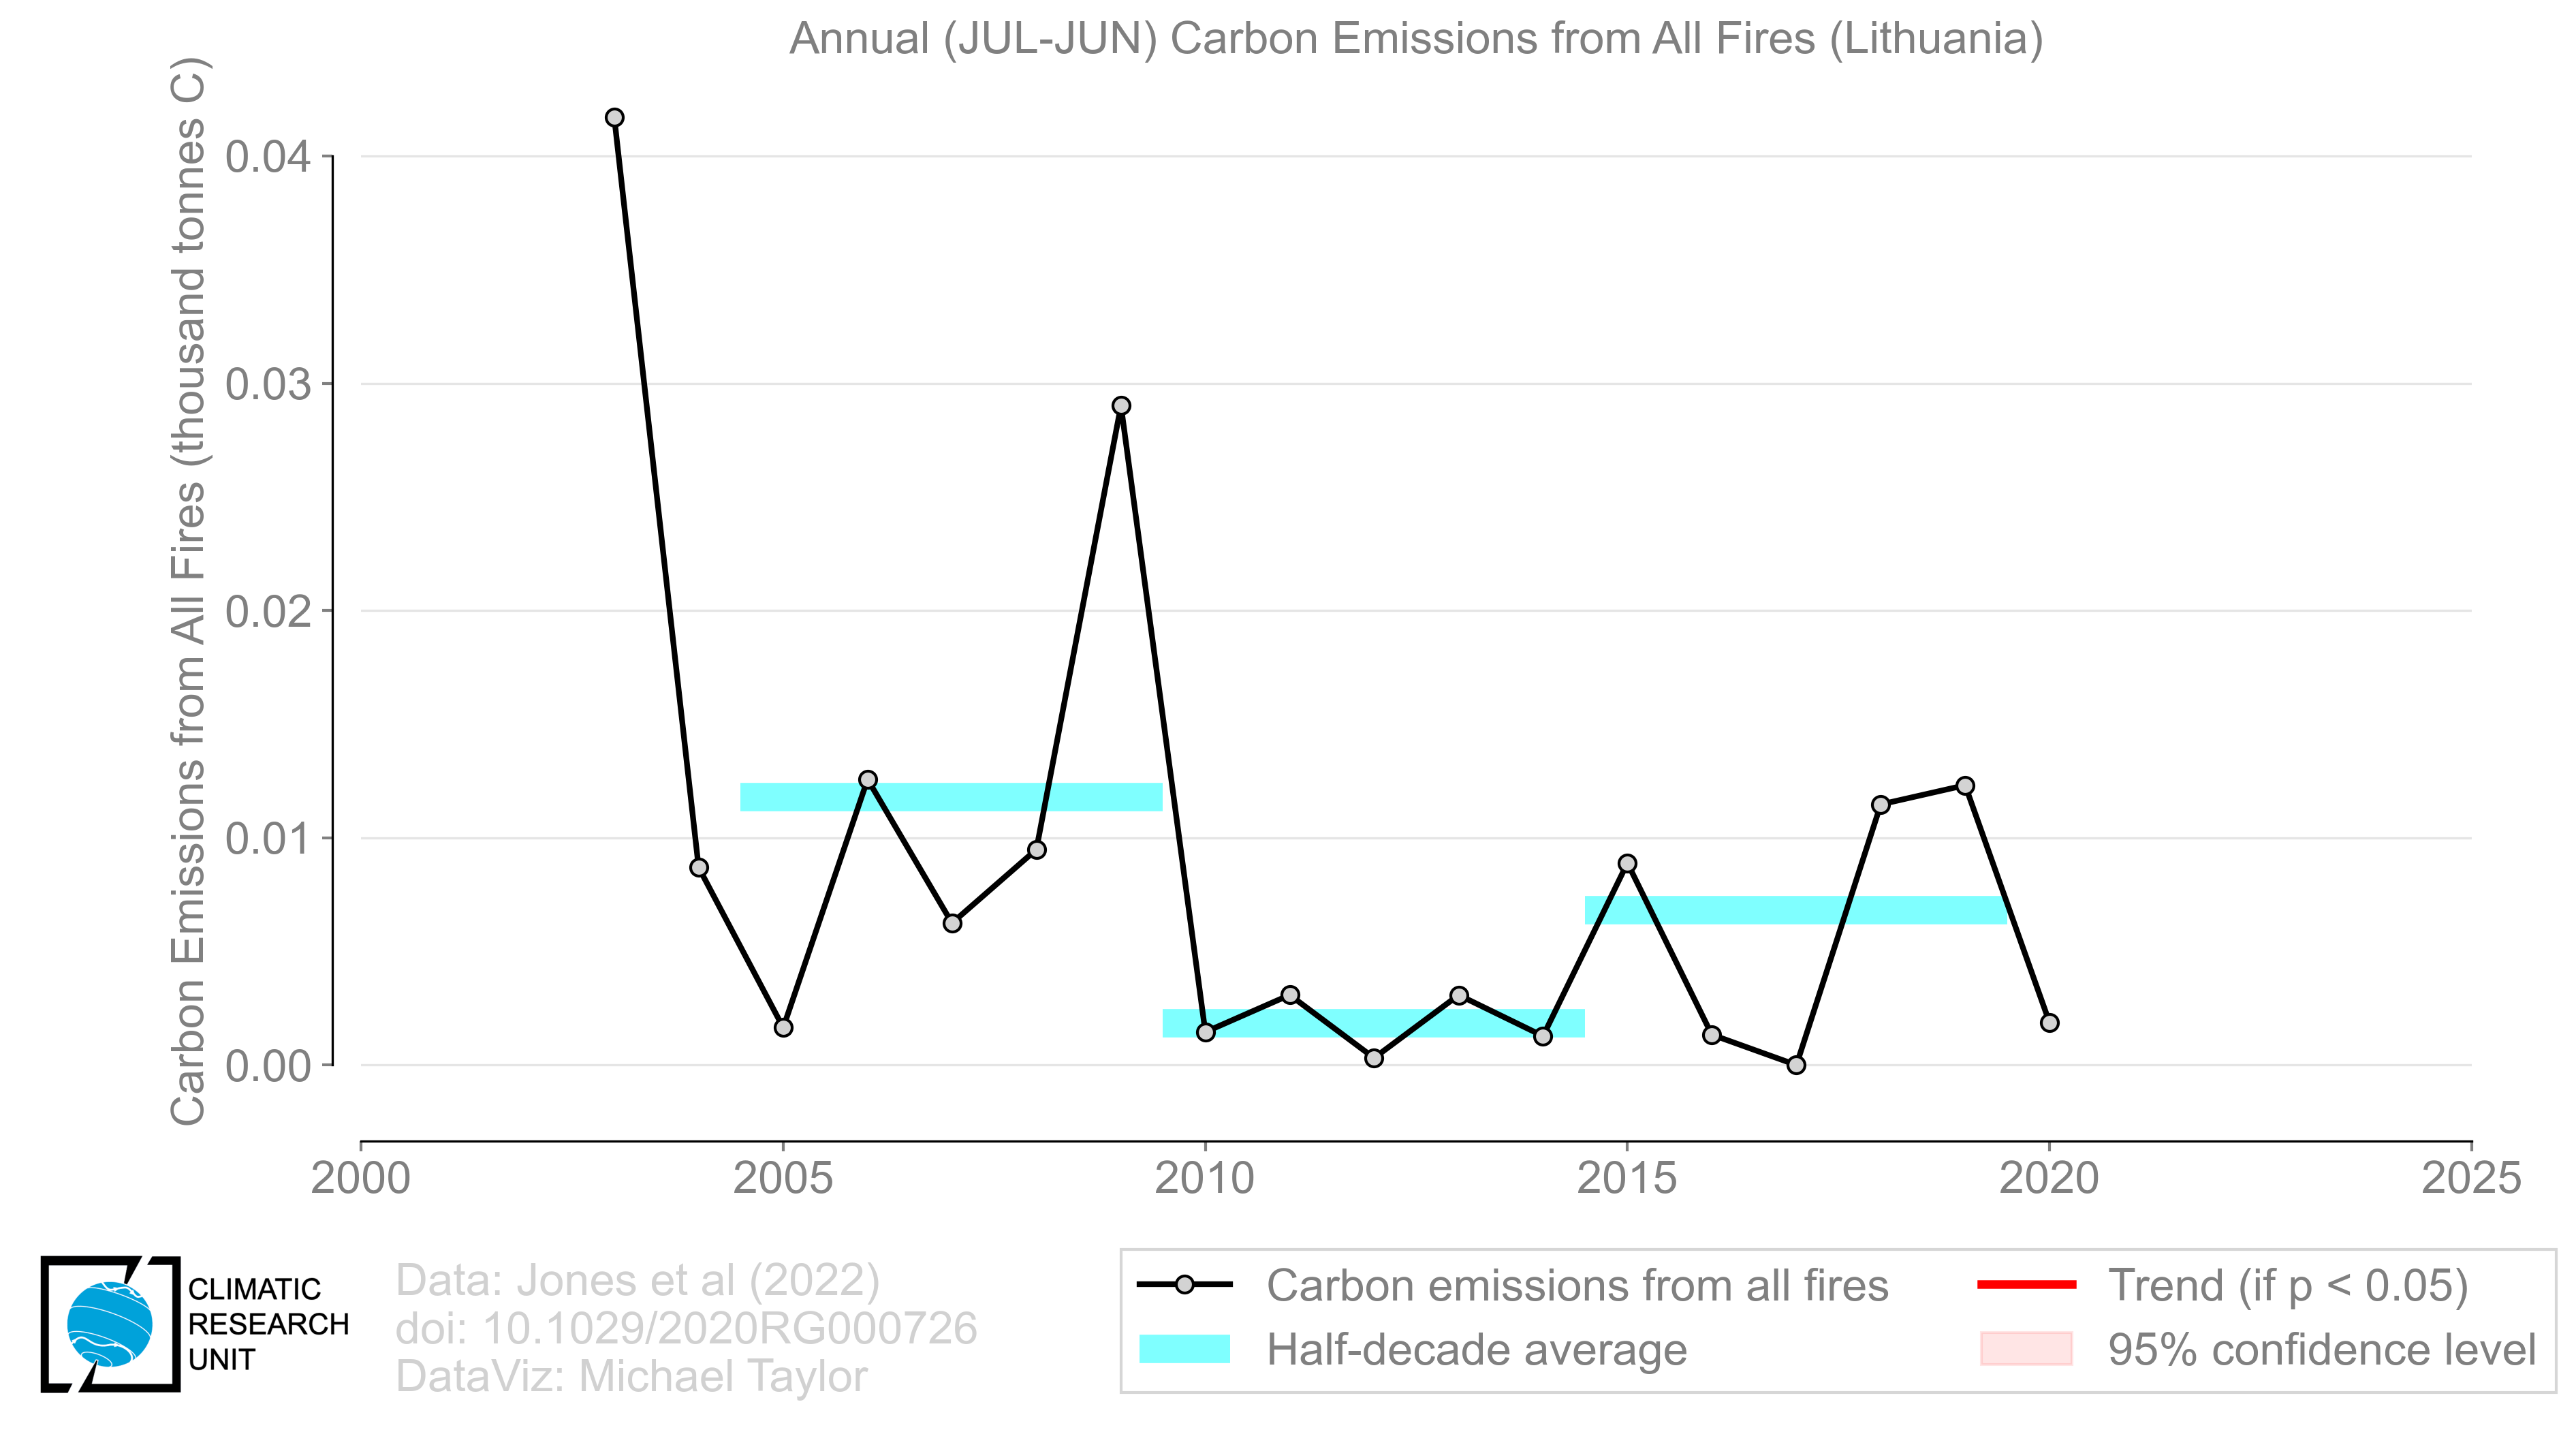 Annual (JUL-JUN) Carbon Emissions from All Fires (Lithuania)
Carbon Emissions from All Fires (thousand tonnes C)
0.04
0.03
0.02
0.01
0.00
2000 2005 2010 2015 2020 2025
CLIMATIC
RESEARCH
UNIT
Data: Jones et al (2022)
doi: 10.1029/2020RG000726
DataViz: Michael Taylor
Carbon emissions from all fires
Half-decade average
Trend (if p < 0.05)
95% confidence level